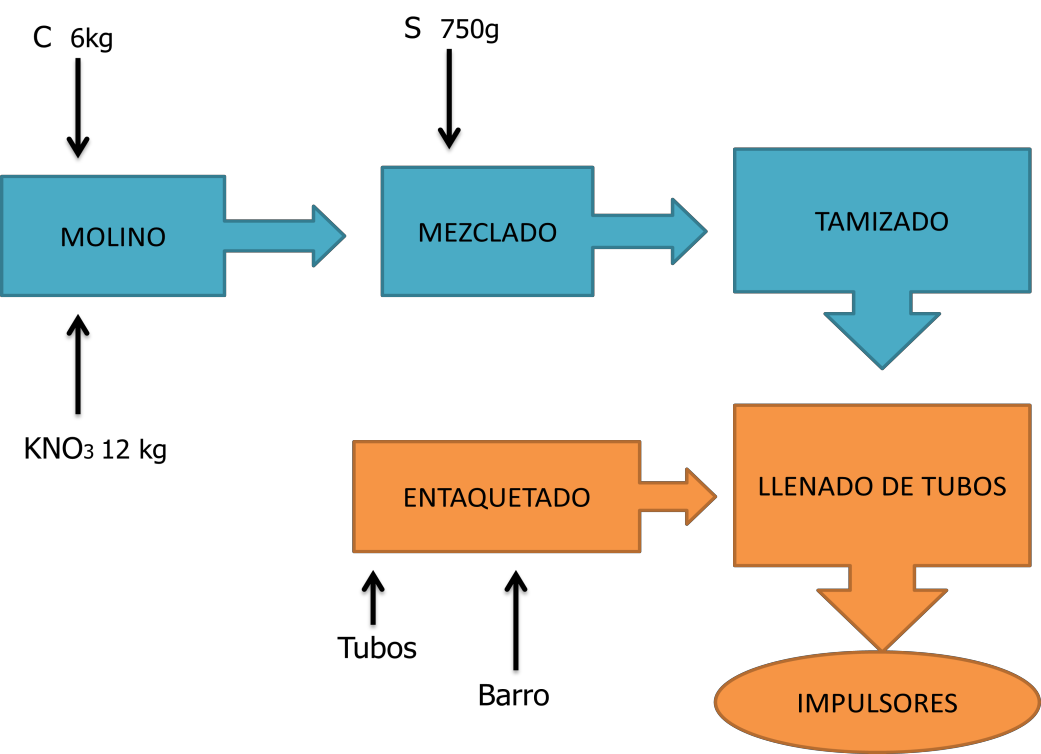 C 6kg
S 750g
MOLINO
MEZCLADO
TAMIZADO
KNO₃ 12 kg
ENTAQUETADO
LLENADO DE TUBOS
Tubos
Barro
IMPULSORES